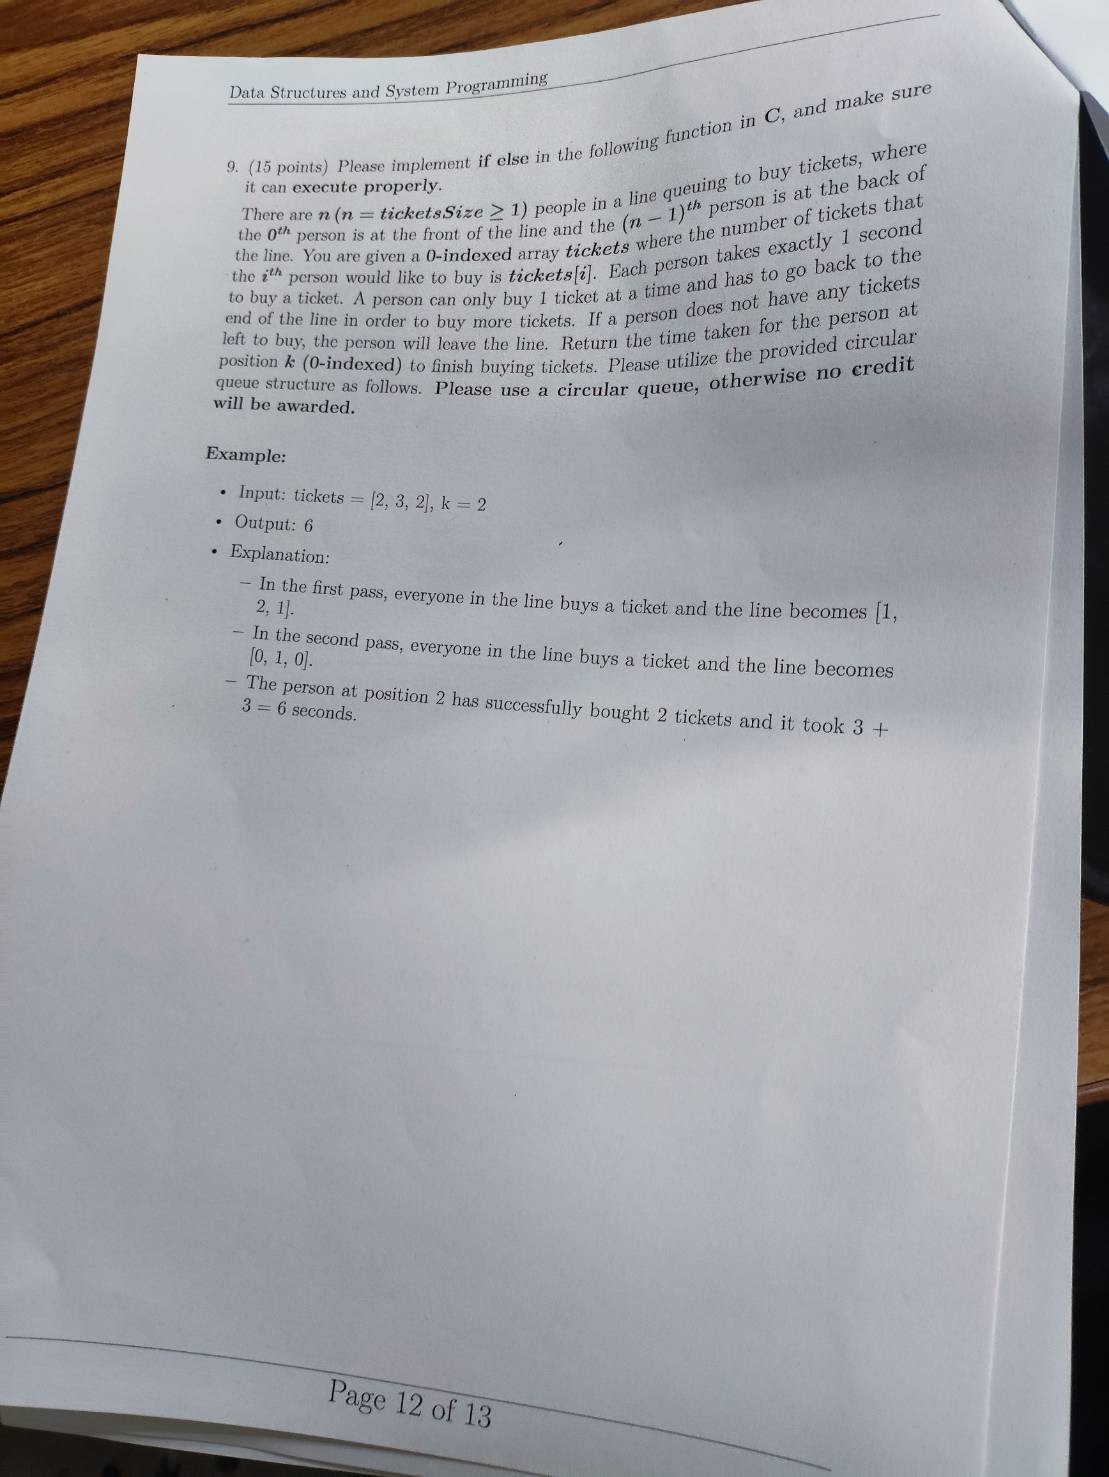 Data Structures and System Programming
9. (15 points) Please implement if else in the following function in C, and make sure
it can execute properly.
There are n (n = ticketsSize ≥ 1) people in a line queuing to buy tickets, where
the 0th person is at the front of the line and the (n − 1)th person is at the back of
the line. You are given a 0-indexed array tickets where the number of tickets that
the ith person would like to buy is tickets[i]. Each person takes exactly 1 second
to buy a ticket. A person can only buy 1 ticket at a time and has to go back to the
end of the line in order to buy more tickets. If a person does not have any tickets
left to buy, the person will leave the line. Return the time taken for the person at
position k (0-indexed) to finish buying tickets. Please utilize the provided circular
queue structure as follows. Please use a circular queue, otherwise no credit
will be awarded.
Example:
• Input: tickets = [2, 3, 2], k = 2
• Output: 6
• Explanation:
– In the first pass, everyone in the line buys a ticket and the line becomes [1,
2, 1].
– In the second pass, everyone in the line buys a ticket and the line becomes
[0, 1, 0].
– The person at position 2 has successfully bought 2 tickets and it took 3 +
3 = 6 seconds.
Page 12 of 13